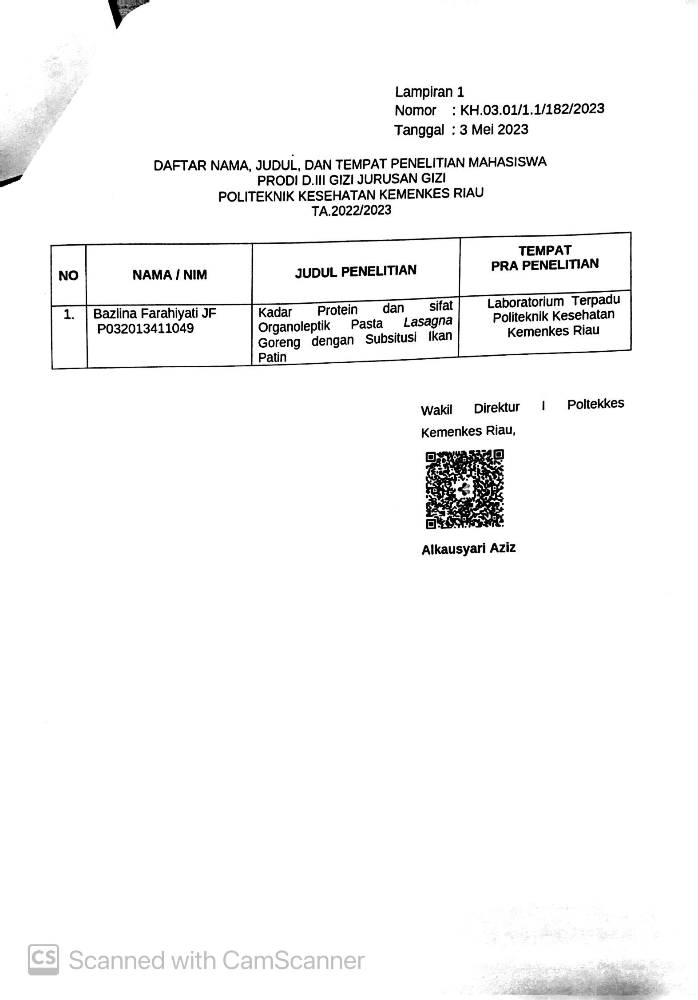 Lampiran 1
Nomor : KH.03.01/1.1/182/2023
Tanggal : 3 Mei 2023
DAFTAR NAMA, JUDUL, DAN TEMPAT PENELITIAN MAHASISWA
PRODI D.III GIZI JURUSAN GIZI
POLITEKNIK KESEHATAN KEMENKES RIAU
TA.2022/2023
NO
NAMA / NIM
JUDUL PENELITIAN
TEMPAT
PRA PENELITIAN
1.
Bazlina Farahiyati JF
P032013411049
Kadar Protein dan sifat
Organoleptik Pasta Lasagna
Goreng dengan Subsitusi Ikan
Patin
Laboratorium Terpadu
Politeknik Kesehatan
Kemenkes Riau
Wakil Direktur I Poltekkes
Kemenkes Riau,
Alkausyari Aziz
CS Scanned with CamScanner